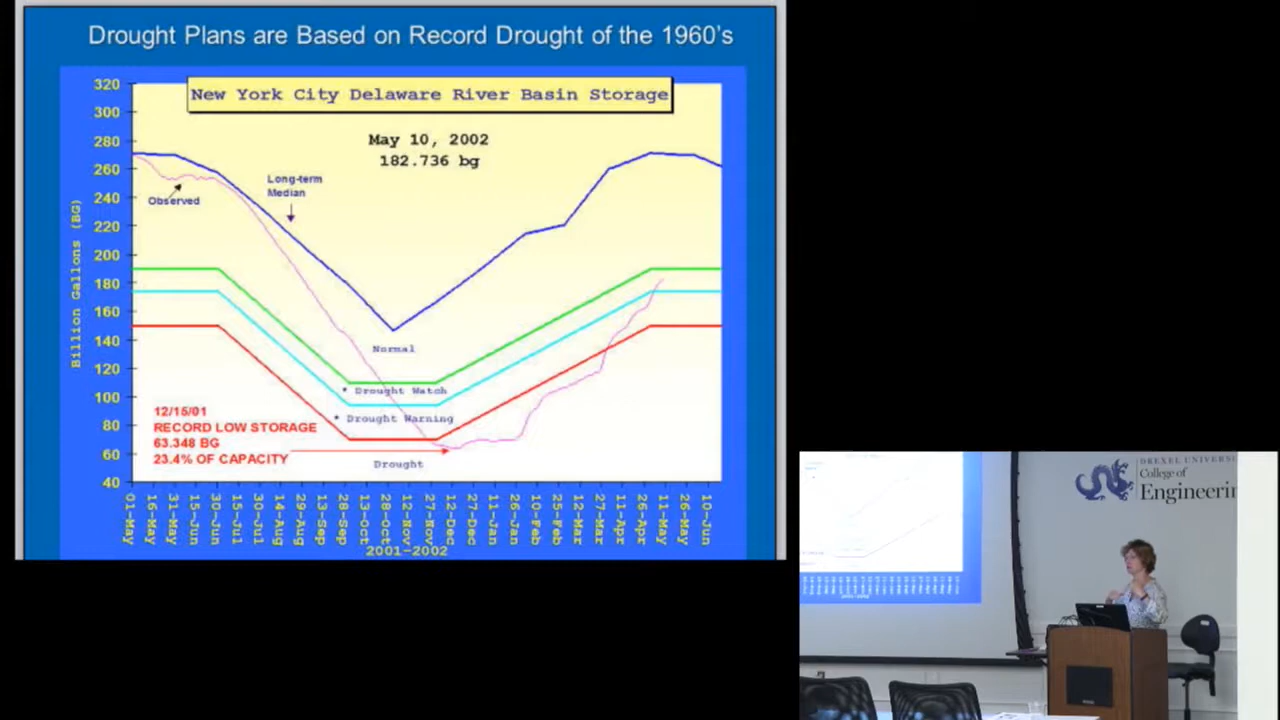 Drought Plans are Based on Record Drought of the 1960's
New York City Delaware River Basin Storage
May 10, 2002
182.736 bg
320
300
280
260
240
220
200
180
160
140
120
100
80
60
40
Billion Gallons (BG)
Long-term
Median
Observed
Normal
* Drought Watch
* Drought Warning
Drought
12/15/01
RECORD LOW STORAGE
63.348 BG
23.4% OF CAPACITY
01-May
16-May
31-May
15-Jun
30-Jun
15-Jul
30-Jul
14-Aug
29-Aug
13-Sep
28-Sep
13-Oct
28-Oct
12-Nov
27-Nov
12-Dec
27-Dec
11-Jan
26-Jan
10-Feb
25-Feb
12-Mar
27-Mar
11-Apr
26-Apr
11-May
26-May
10-Jun
2001-2002
DREXEL UNIVERS
College of
Engineerin